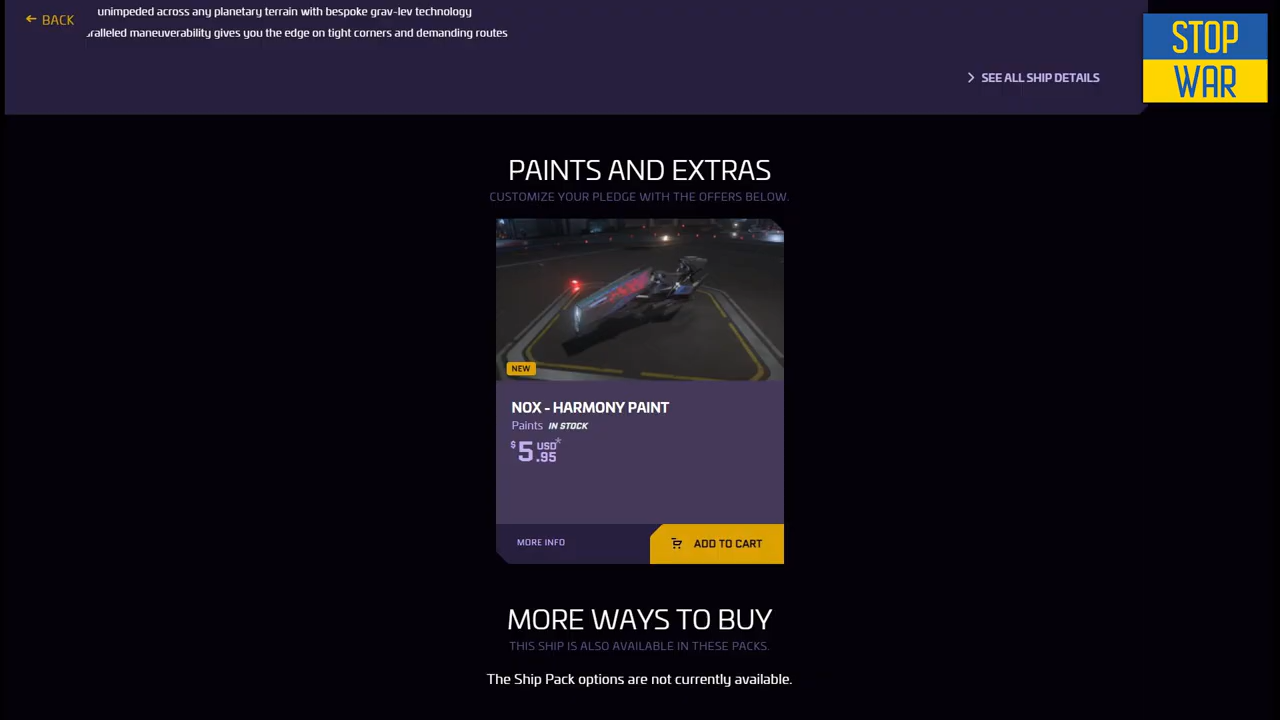 BACK
unimpeded across any planetary terrain with bespoke grav-lev technology
ralleled maneuverability gives you the edge on tight corners and demanding routes
STOP
WAR
SEE ALL SHIP DETAILS
PAINTS AND EXTRAS
CUSTOMIZE YOUR PLEDGE WITH THE OFFERS BELOW.
NEW
NOX - HARMONY PAINT
Paints IN STOCK
$5.95 USD*
MORE INFO
ADD TO CART
MORE WAYS TO BUY
THIS SHIP IS ALSO AVAILABLE IN THESE PACKS.
The Ship Pack options are not currently available.